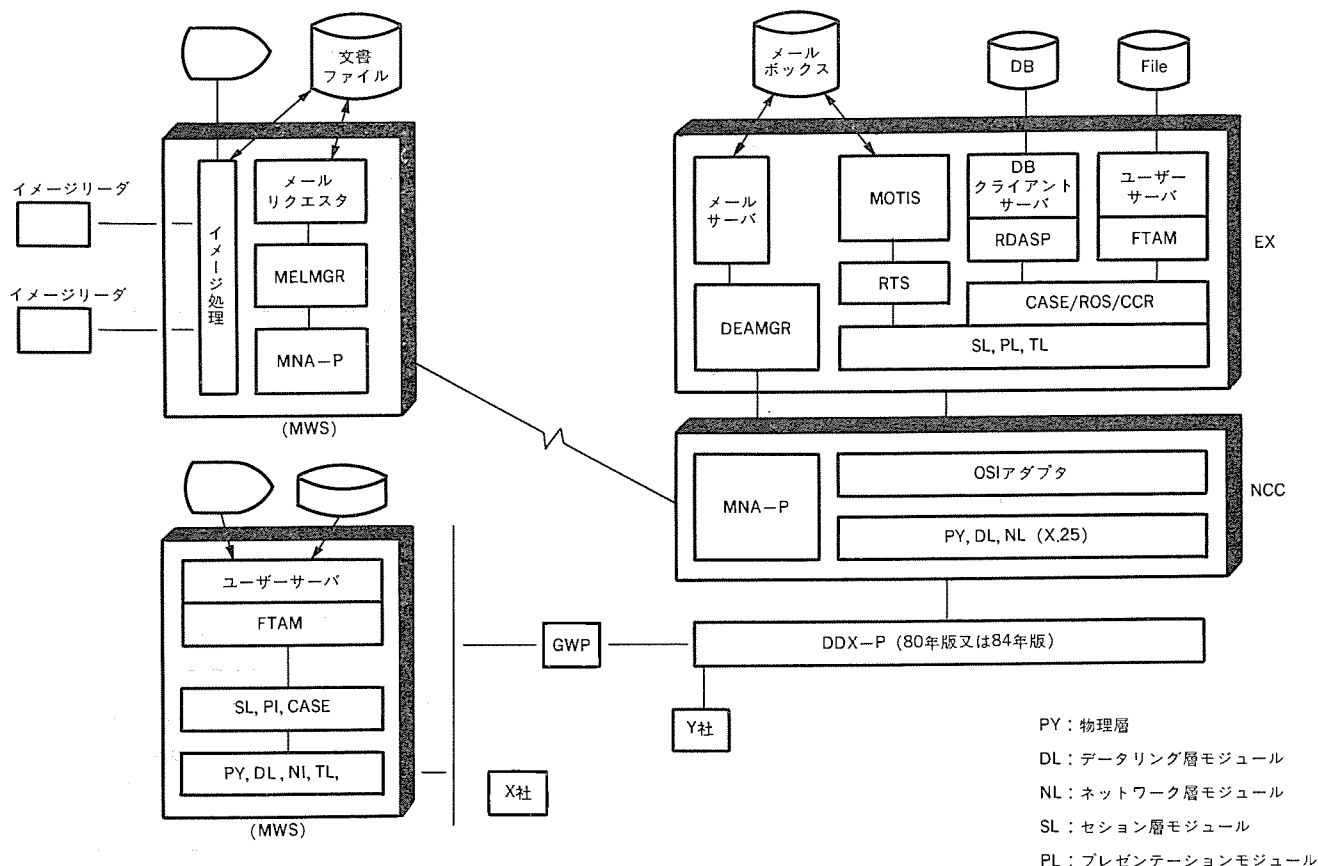 文書
ファイル
イメージリーダ
イメージリーダ
イメージ処理
メール
リクエスタ
MELMGR
MNA-P
(MWS)
メール
ボックス
DB
File
メール
サーバ
MOTIS
DB
クライアント
サーバ
ユーザー
サーバ
RDASP
FTAM
RTS
CASE/ROS/CCR
DEAMGR
SL, PL, TL
EX
MNA-P
OSIアダプタ
PY, DL, NL (X.25)
NCC
ユーザーサーバ
FTAM
SL, PI, CASE
PY, DL, NI, TL,
(MWS)
GWP
DDX-P (80年版又は84年版)
X社
Y社
PY：物理層
DL：データリング層モジュール
NL：ネットワーク層モジュール
SL：セション層モジュール
PL：プレゼンテーションモジュール